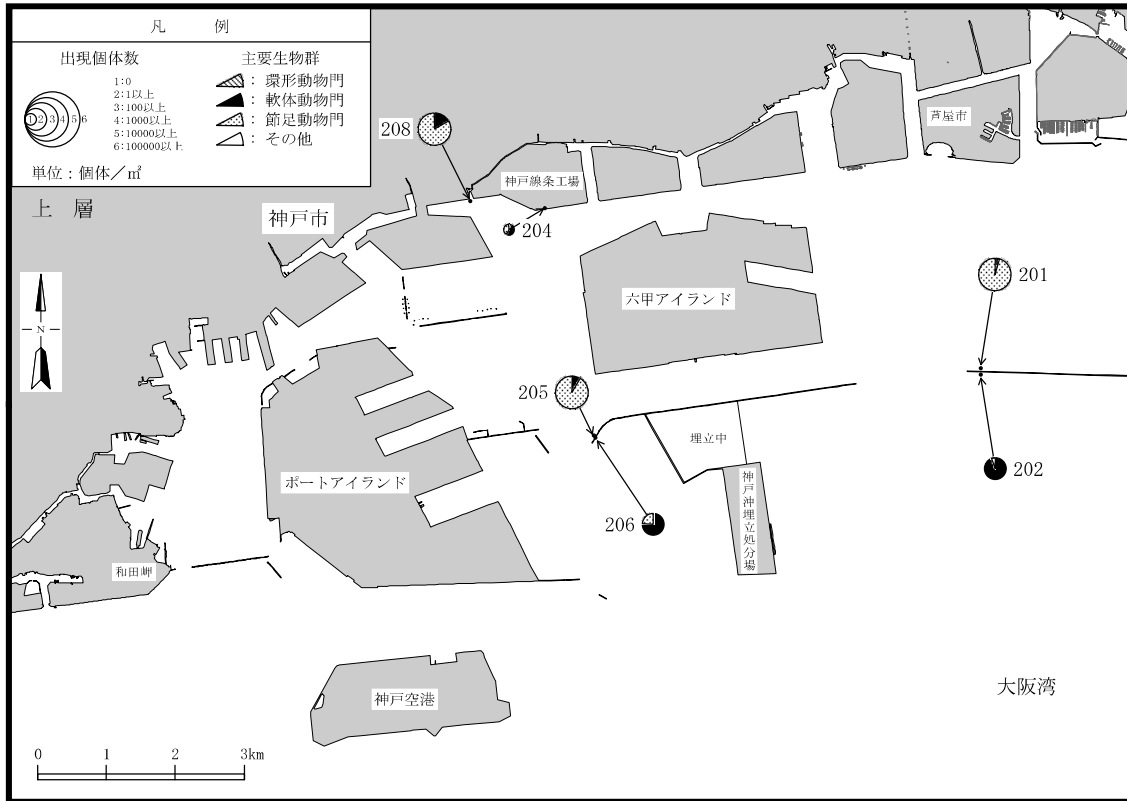 凡 例
出現個体数
主要生物群
1:0
2:1以上
3:100以上
4:1000以上
5:10000以上
6:100000以上
1 2 3 4 5 6
: 環形動物門
: 軟体動物門
: 節足動物門
: その他
単位:個体/㎡
上 層
208
神戸線条工場
芦屋市
神戸市
204
六甲アイランド
201
N
205
埋立中
ポートアイランド
神戸沖埋立処分場
202
206
和田岬
大阪湾
神戸空港
0 1 2 3km